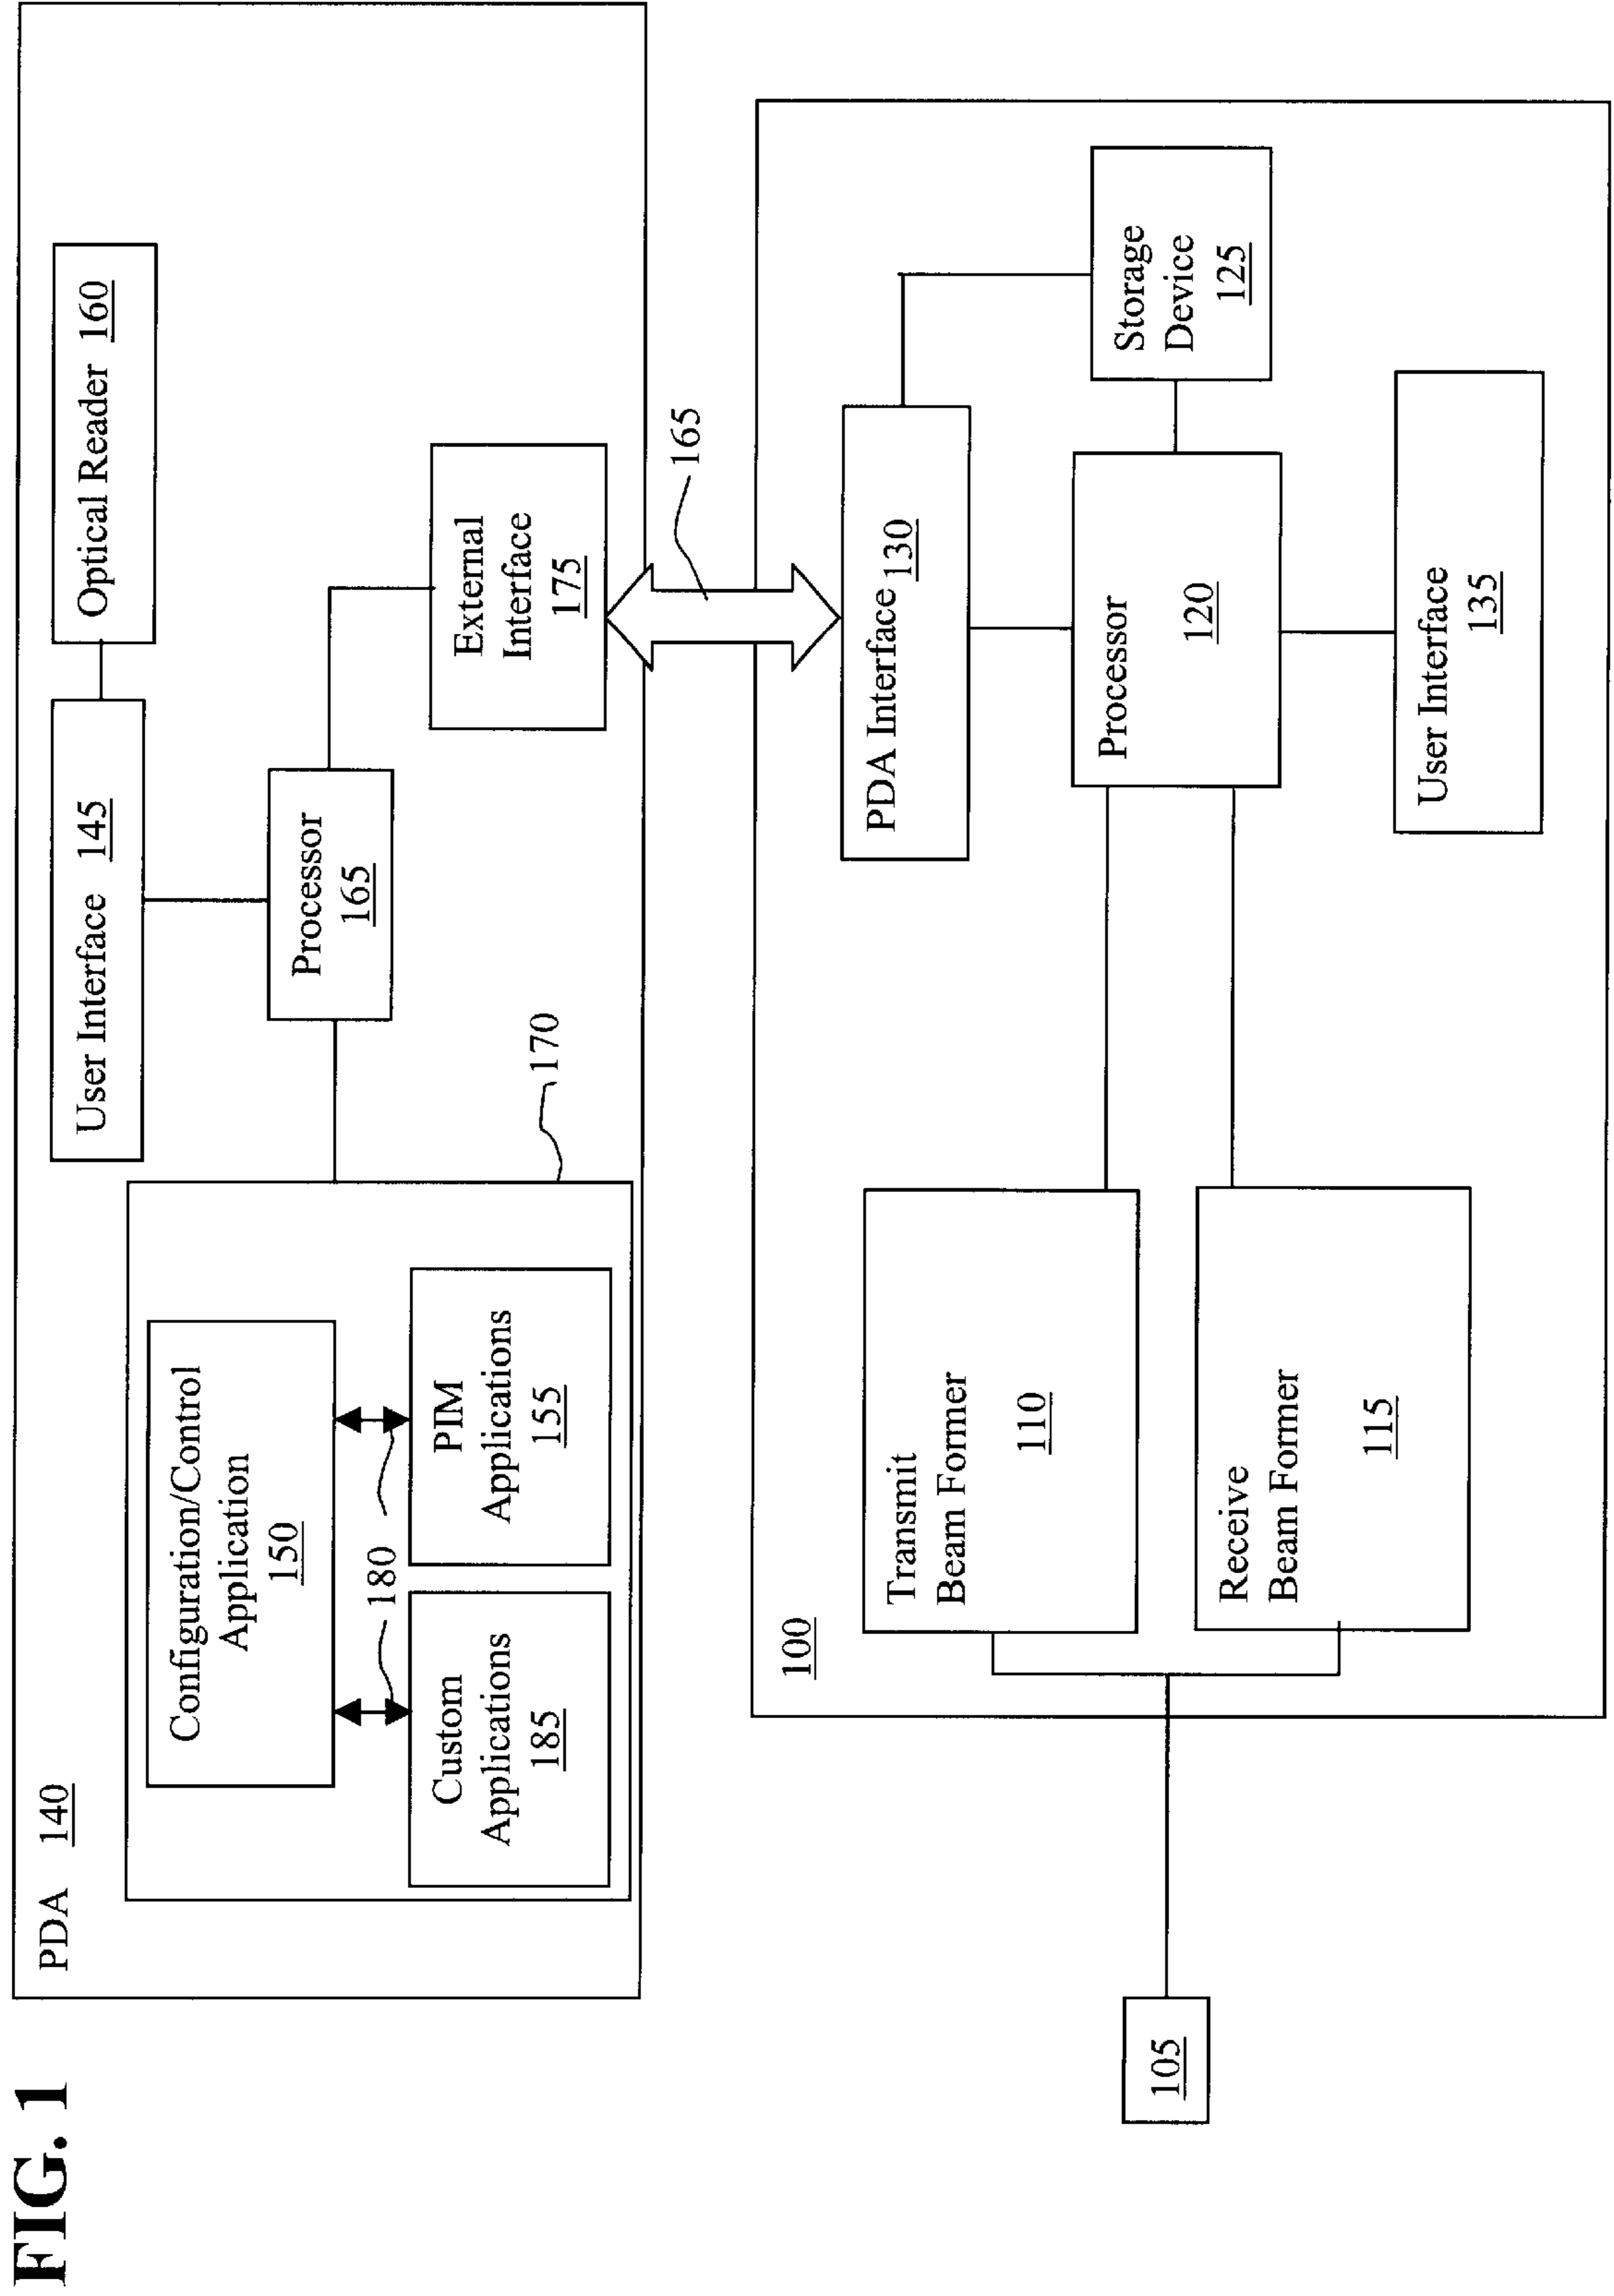 FIG. 1
PDA 140
Configuration/Control
Application
150
Custom
Applications
185
PIM
Applications
155
180
170
User Interface 145
Optical Reader 160
Processor
165
External
Interface
175
165
100
105
Transmit
Beam Former
110
Receive
Beam Former
115
PDA Interface 130
Processor
120
Storage
Device
125
User Interface
135